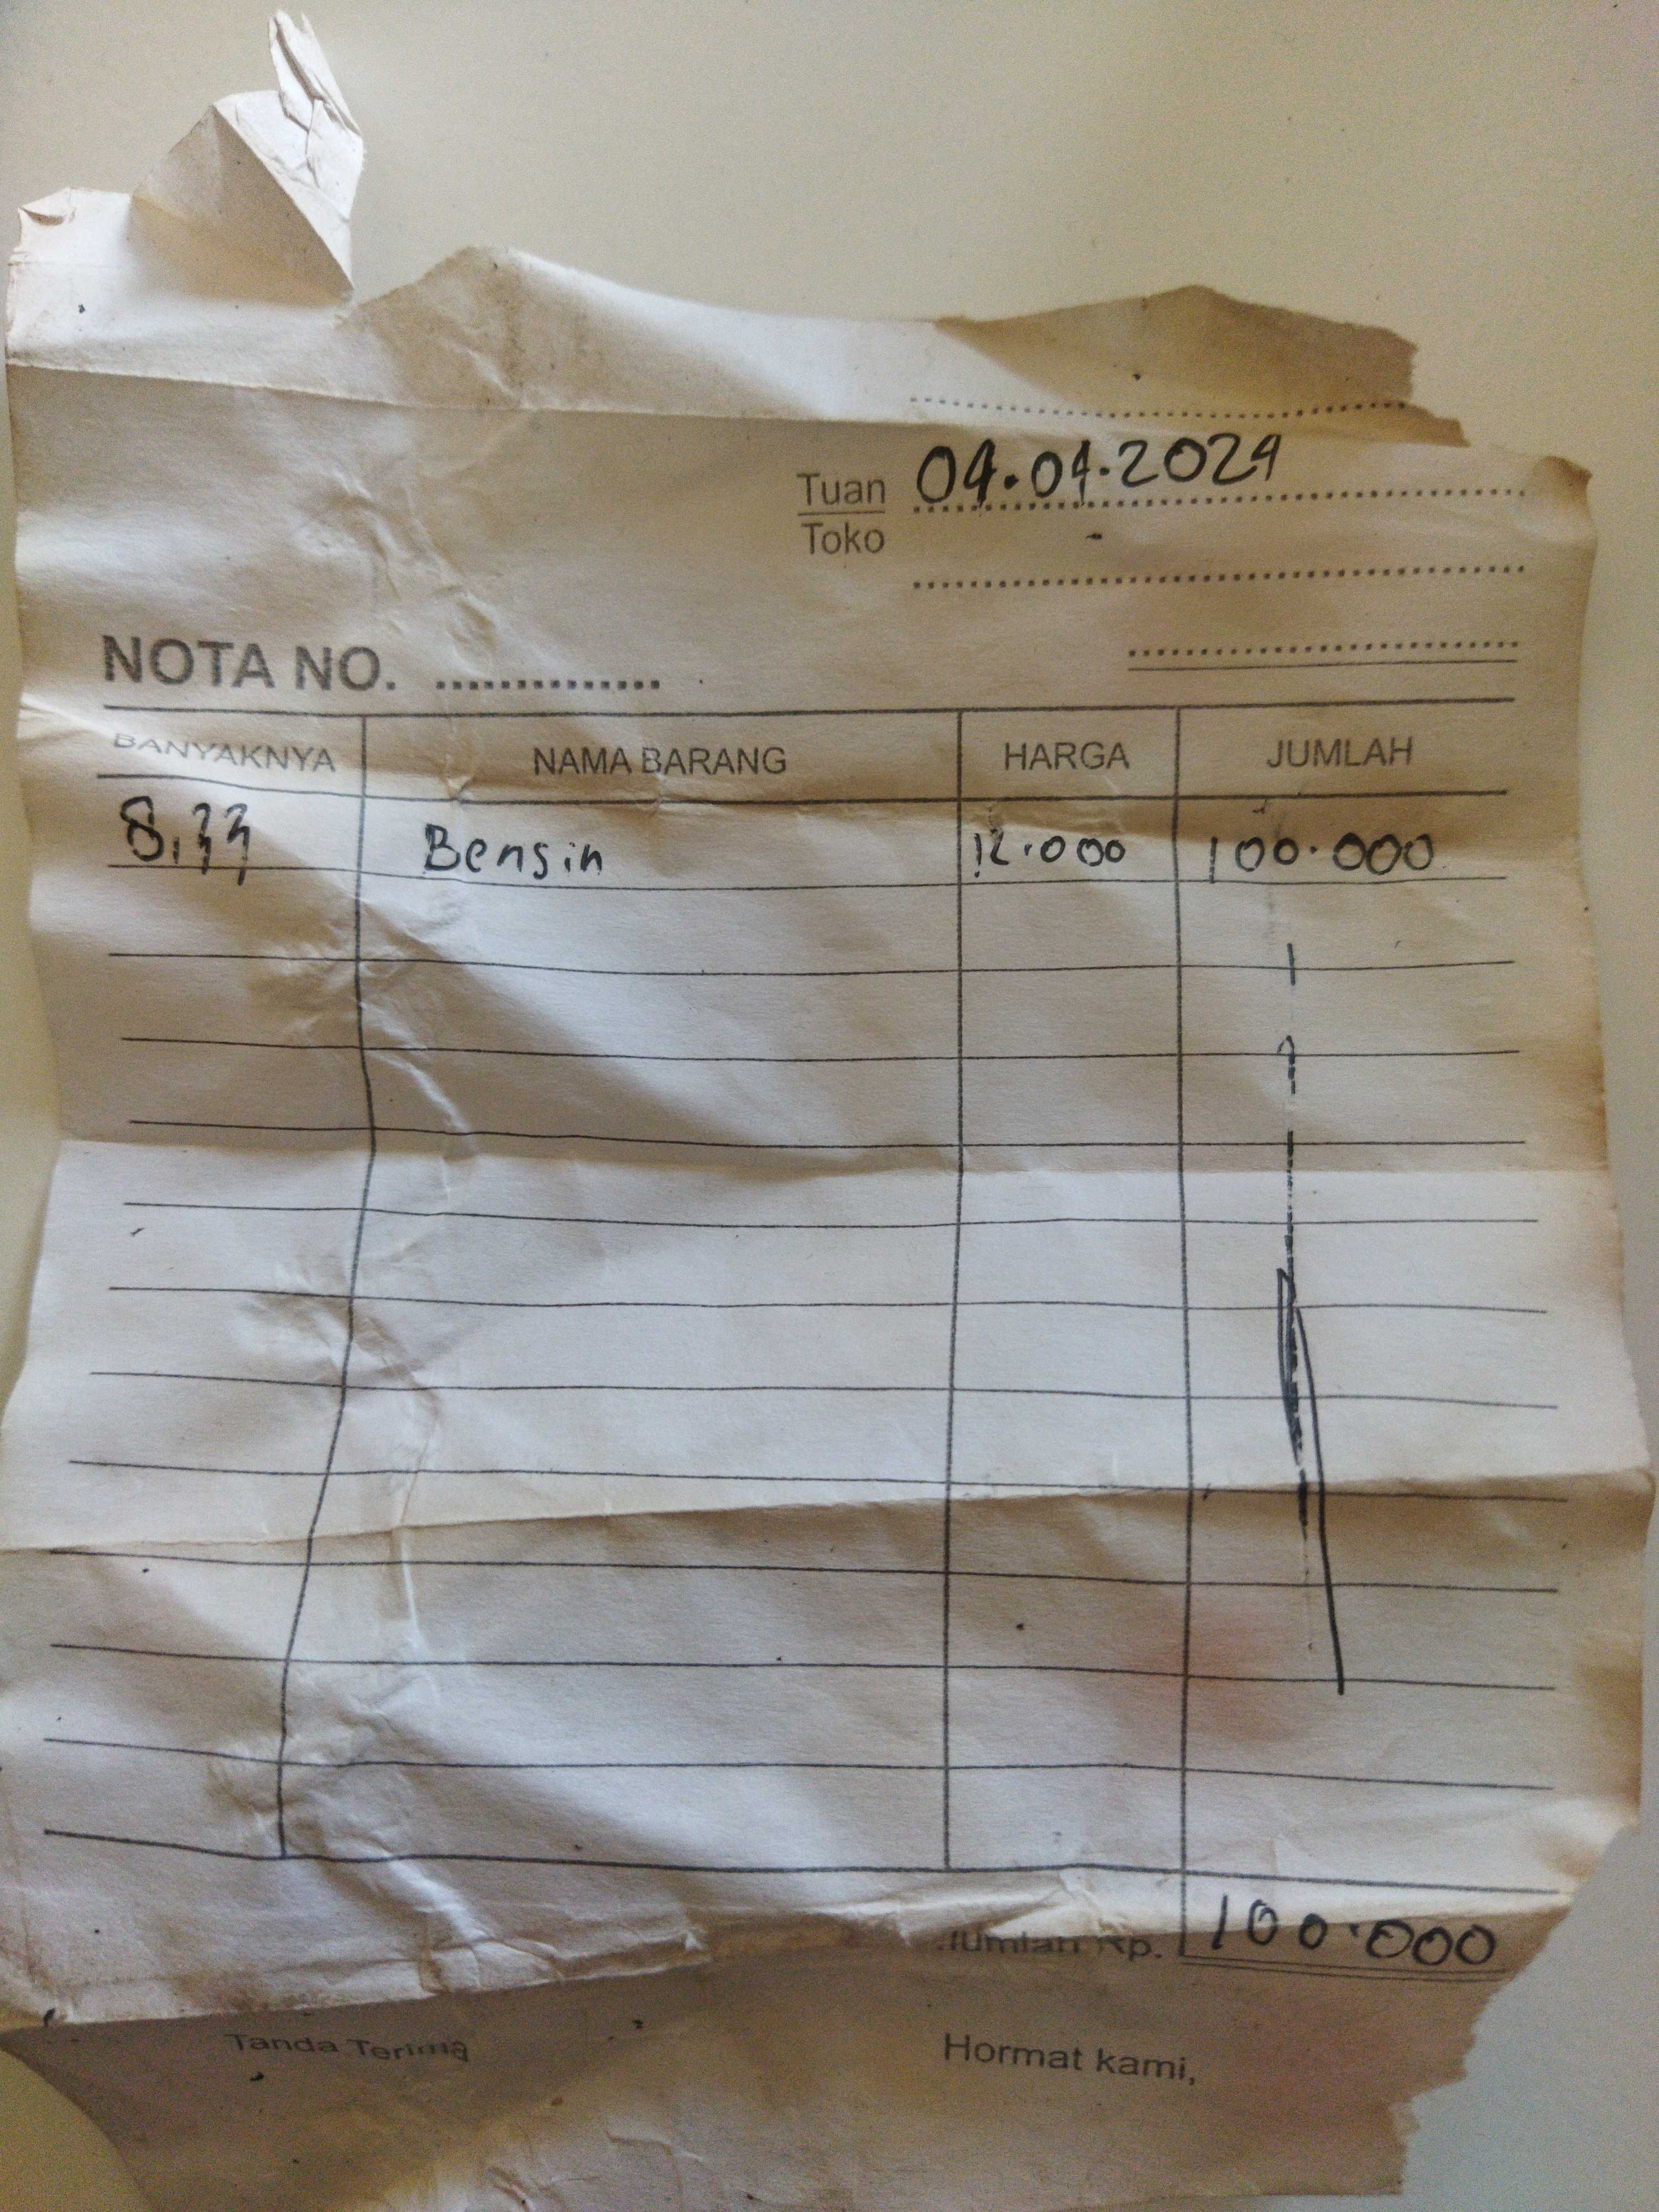 Tuan 04.04.2024
Toko
NOTA NO. ..............
BANYAKNYA NAMA BARANG HARGA JUMLAH
8,33 Bensin 12.000 100.000
Jumlah Rp. 100.000
Tanda Terima Hormat kami,